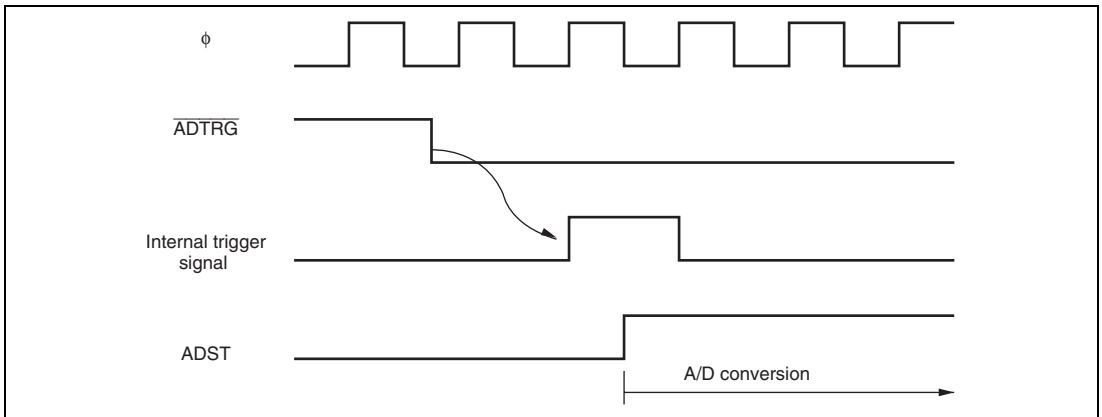 ϕ
ADTRG
Internal trigger
signal
ADST
A/D conversion